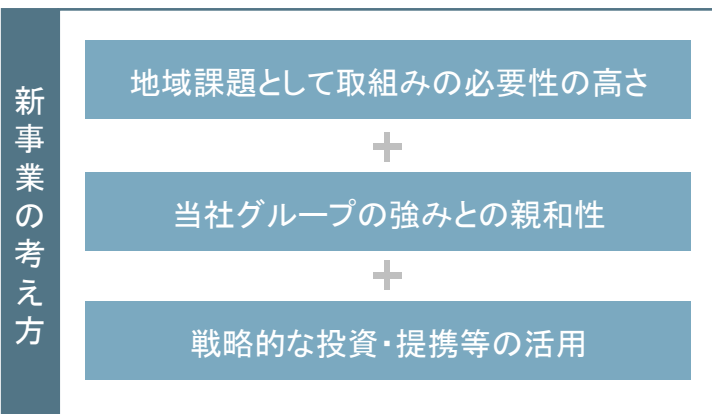 新事業の考え方
地域課題として取組みの必要性の高さ
+
当社グループの強みとの親和性
+
戦略的な投資・提携等の活用